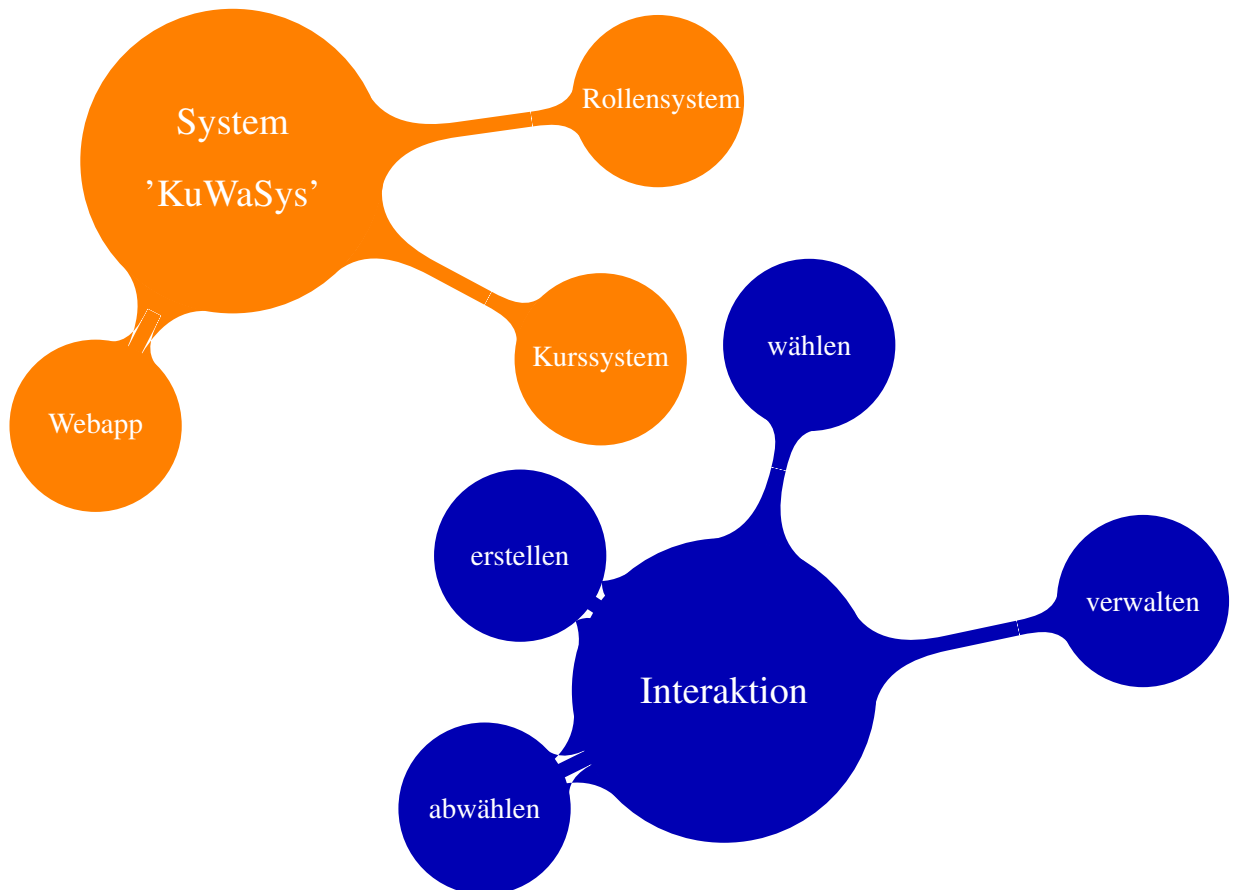 System
’KuWaSys’
Rollensystem
Kurssystem
Webapp
wählen
erstellen
verwalten
Interaktion
abwählen